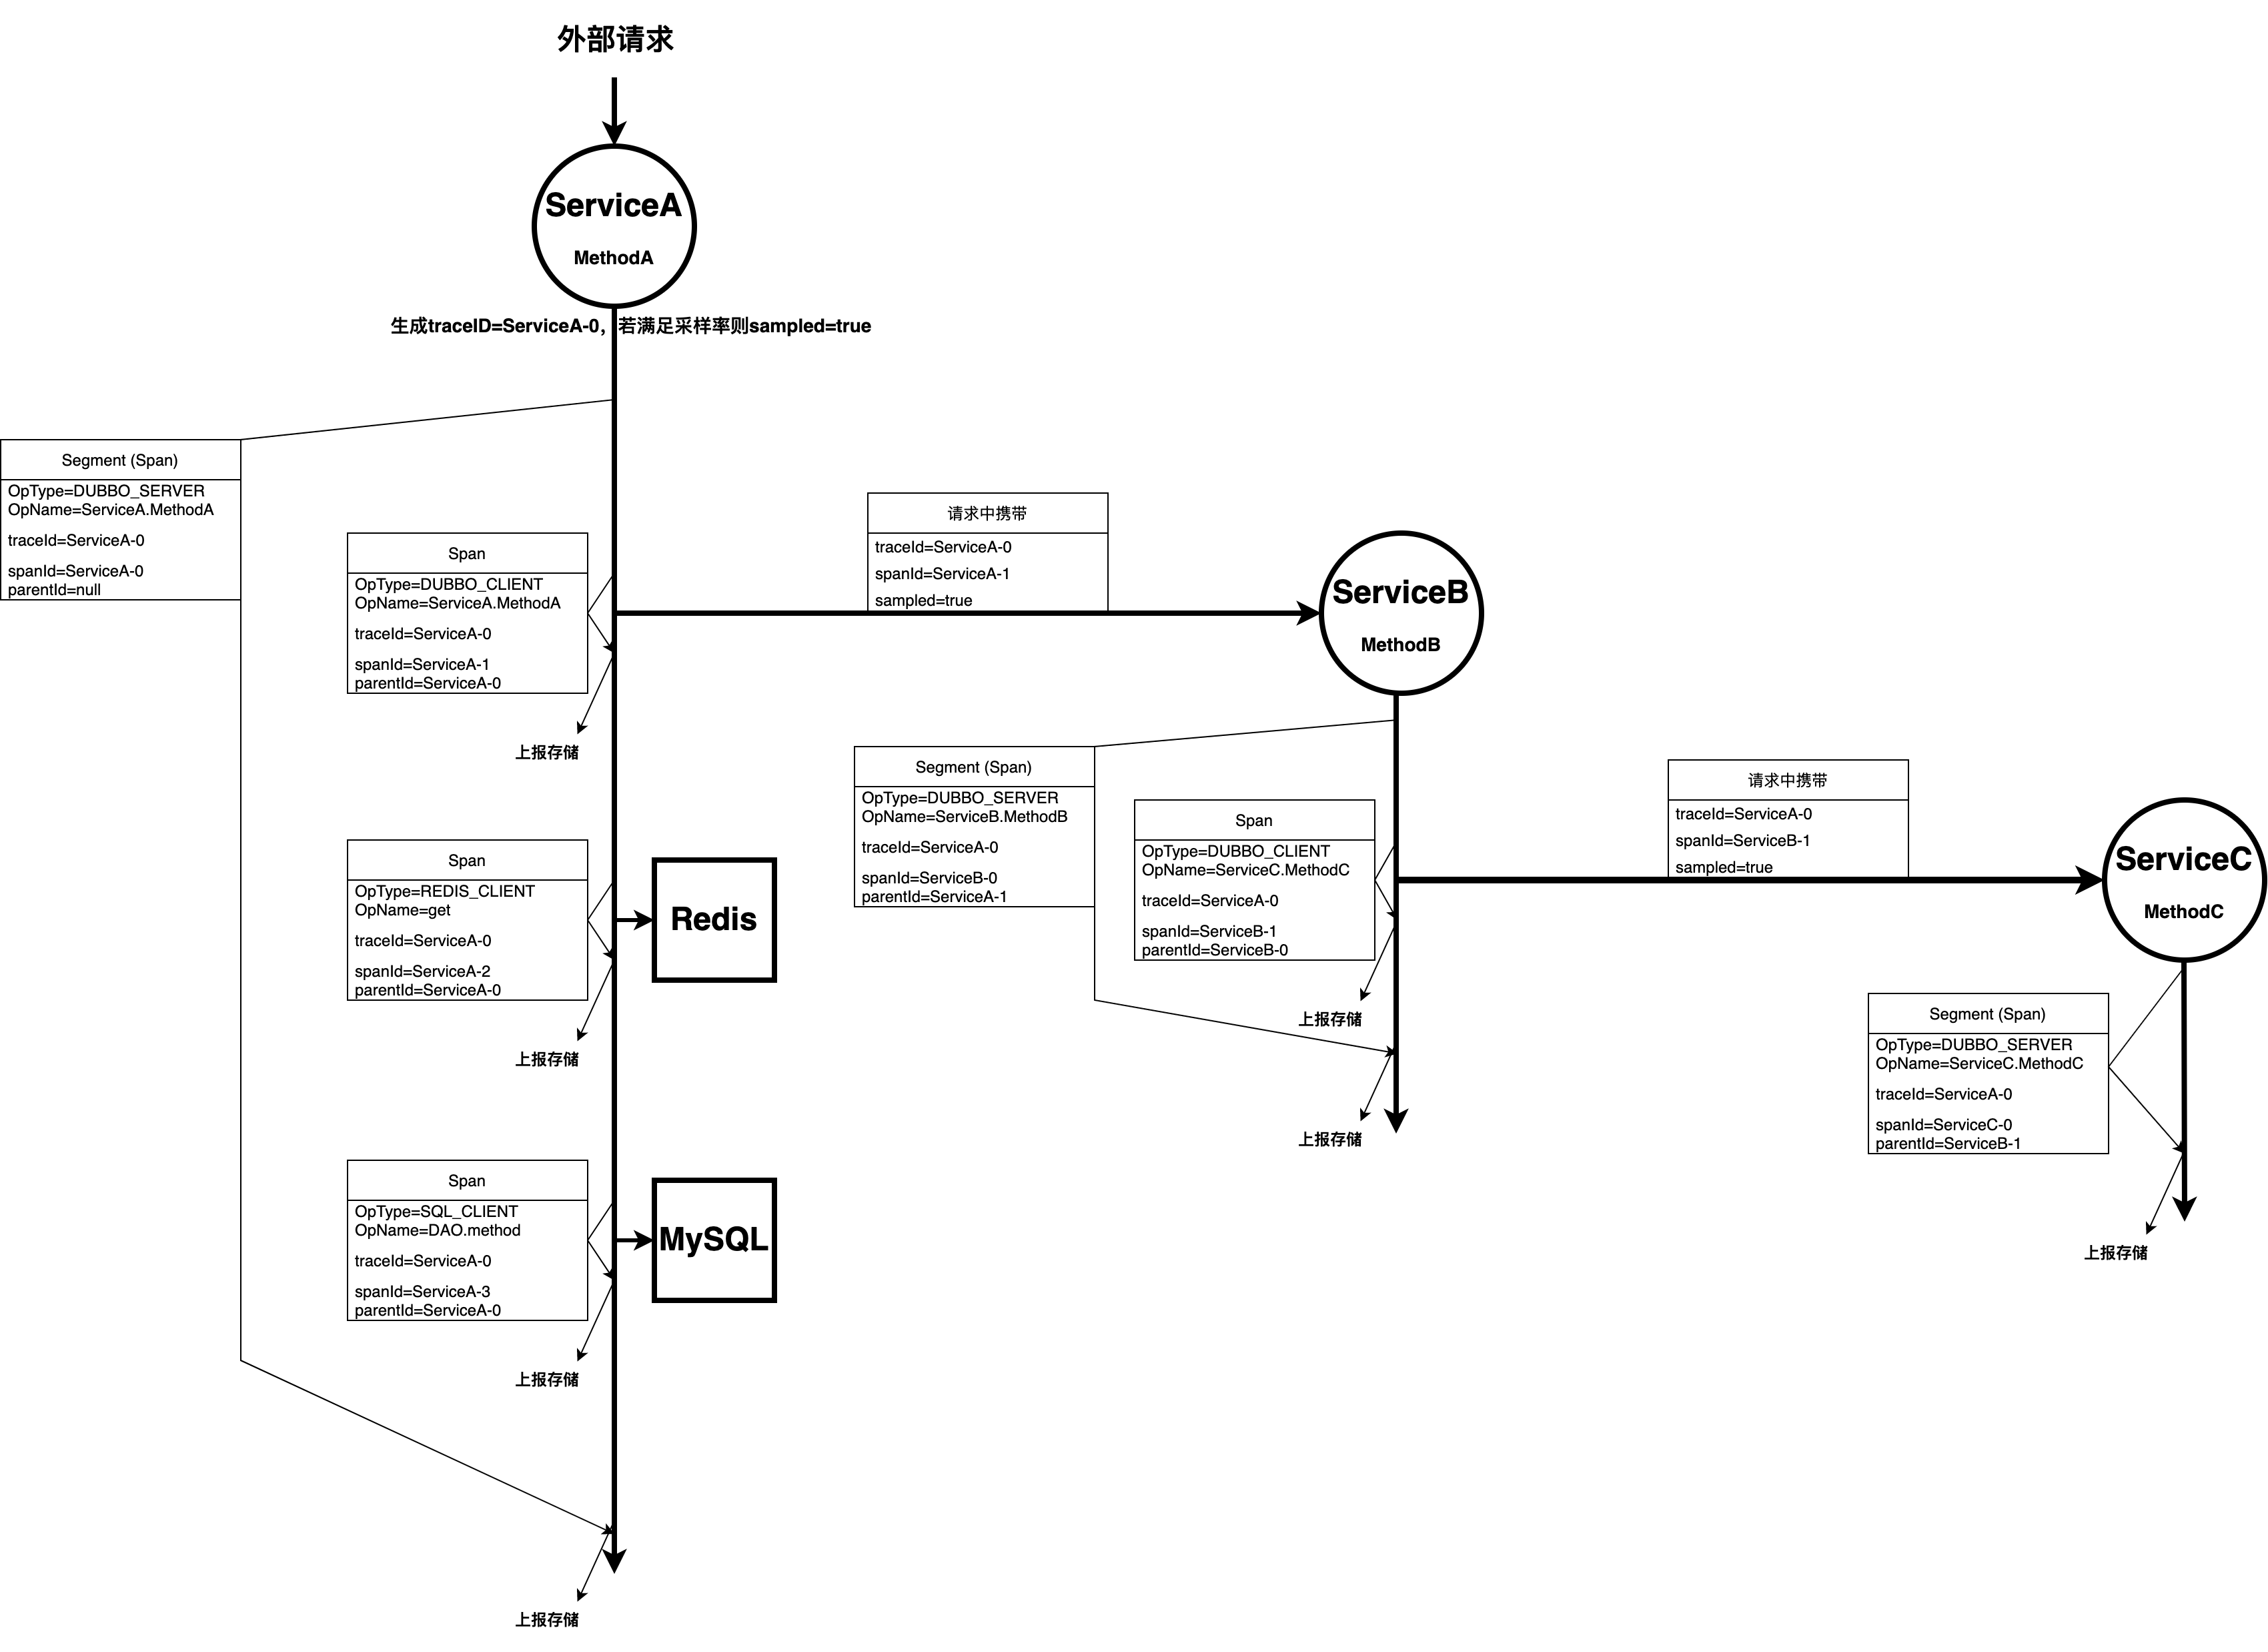 外部请求
ServiceA
MethodA
生成traceID=ServiceA-0，若满足采样率则sampled=true
Segment (Span)
OpType=DUBBO_SERVER
OpName=ServiceA.MethodA
traceId=ServiceA-0
spanId=ServiceA-0
parentId=null
Span
OpType=DUBBO_CLIENT
OpName=ServiceA.MethodA
traceId=ServiceA-0
spanId=ServiceA-1
parentId=ServiceA-0
上报存储
请求中携带
traceId=ServiceA-0
spanId=ServiceA-1
sampled=true
ServiceB
MethodB
Segment (Span)
OpType=DUBBO_SERVER
OpName=ServiceB.MethodB
traceId=ServiceA-0
spanId=ServiceB-0
parentId=ServiceA-1
Span
OpType=DUBBO_CLIENT
OpName=ServiceC.MethodC
traceId=ServiceA-0
spanId=ServiceB-1
parentId=ServiceB-0
上报存储
上报存储
请求中携带
traceId=ServiceA-0
spanId=ServiceB-1
sampled=true
ServiceC
MethodC
Segment (Span)
OpType=DUBBO_SERVER
OpName=ServiceC.MethodC
traceId=ServiceA-0
spanId=ServiceC-0
parentId=ServiceB-1
上报存储
Span
OpType=REDIS_CLIENT
OpName=get
traceId=ServiceA-0
spanId=ServiceA-2
parentId=ServiceA-0
Redis
上报存储
Span
OpType=SQL_CLIENT
OpName=DAO.method
traceId=ServiceA-0
spanId=ServiceA-3
parentId=ServiceA-0
MySQL
上报存储
上报存储